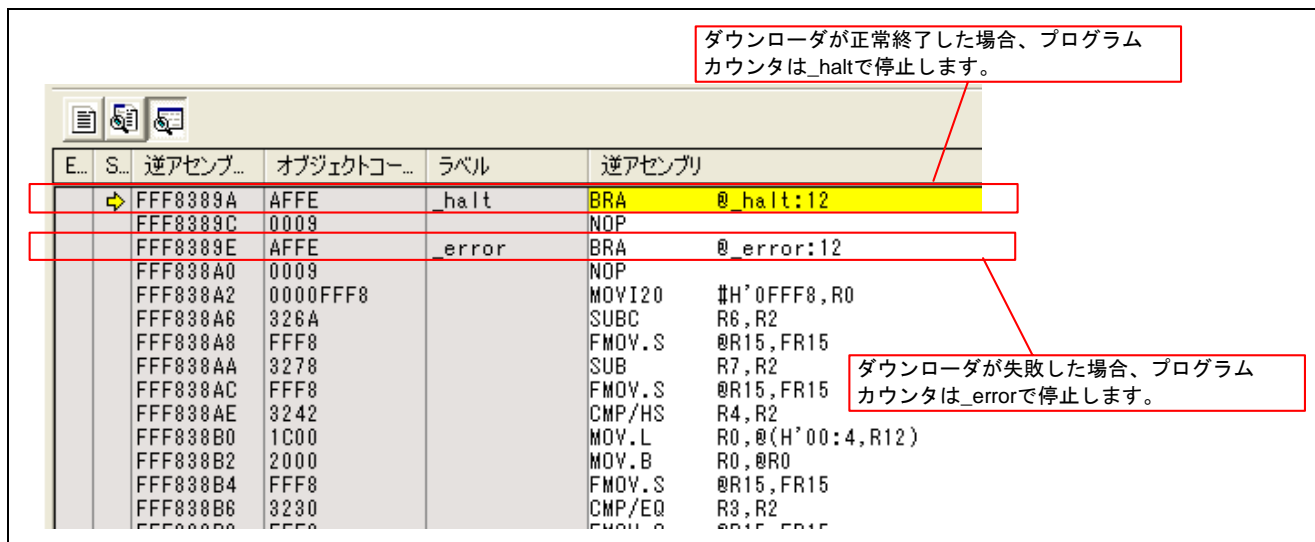 ダウンローダが正常終了した場合、プログラム
カウンタは_haltで停止します。
E... S... 逆アセンブ... オブジェクトコー... ラベル 逆アセンブリ
FFF8389A AFFE _halt BRA @_halt:12
FFF8389C 0009 NOP
FFF8389E AFFE _error BRA @_error:12
FFF838A0 0009 NOP
FFF838A2 0000FFF8 MOVI20 #H'0FFF8,R0
FFF838A6 326A SUBC R6,R2
FFF838A8 FFF8 FMOV.S @R15,FR15
FFF838AA 3278 SUB R7,R2
ダウンローダが失敗した場合、プログラム
カウンタは_errorで停止します。
FFF838AC FFF8 FMOV.S @R15,FR15
FFF838AE 3242 CMP/HS R4,R2
FFF838B0 1C00 MOV.L R0,@(H'00:4,R12)
FFF838B2 2000 MOV.B R0,@R0
FFF838B4 FFF8 FMOV.S @R15,FR15
FFF838B6 3230 CMP/EQ R3,R2